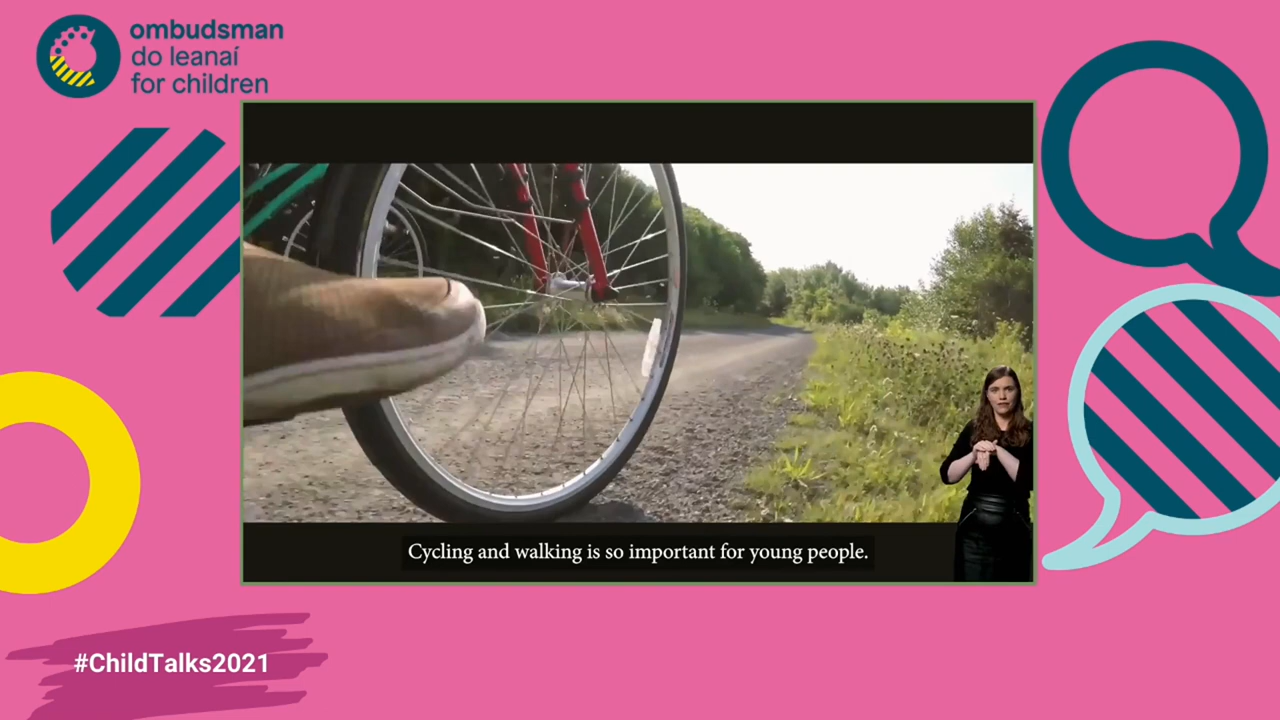 ombudsman
do leanaí
for children
Cycling and walking is so important for young people.
#ChildTalks2021